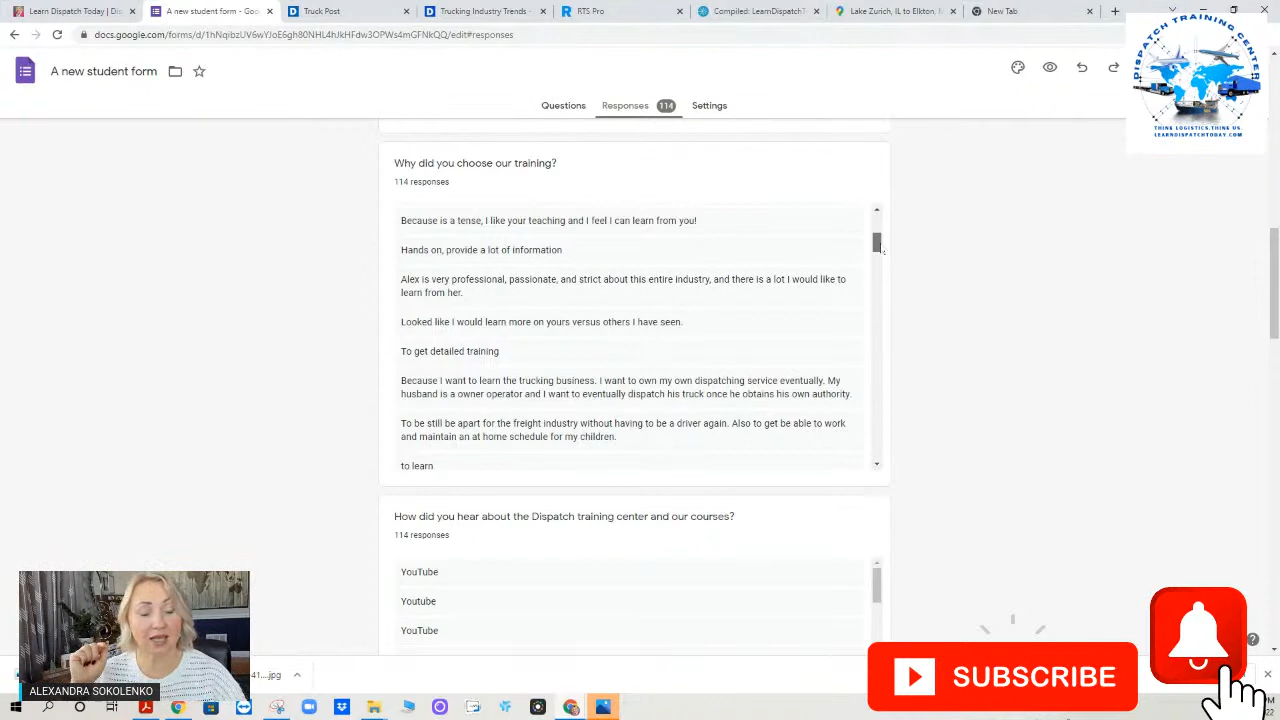 Learn Dispatch Today | Dis
A new student form - Goo
Truck Post
Trucking Industry Trends -
RTS Pro
Compiled: LearnDispatchT
Lake Zurich, IL to Elkton,
New Tab
docs.google.com/forms/d/1hNqibzUV6wYJoE6gh80NHL4hJkHFdw3OPWs4mGFNkQQ/edit#responses
DISPATCH TRAINING CENTER
THINK LOGISTICS.THINK US.
LEARNDISPATCHTODAY.COM
A new student form
Questions
Responses 114
Settings
Why did you choose our training?
114 responses
Because is a tense, I like your teaching and I feel I can learn from you!
Hands on, provide a lot of information
Alex is very professional, passionate, and strict about this entire industry, and there is a lot I would like to
learn from her.
Looked like I would learn more on yours versus others I have seen.
To get detailed training
Because I want to learn the trucking business. I want to own my own dispatching service eventually. My
husband is a owner operator and I want to eventually dispatch his truck once he obtains his own authority.
To be still be apart for the freight industry without having to be a driver again. Also to get be able to work
and maintain an at home schedule for my children.
to learn
How did you hear about the Dispatch training center and our courses?
114 responses
YouTube
Youtube
YouTube
41....jpg
ALEXANDRA SUKOLENKO
SUBSCRIBE